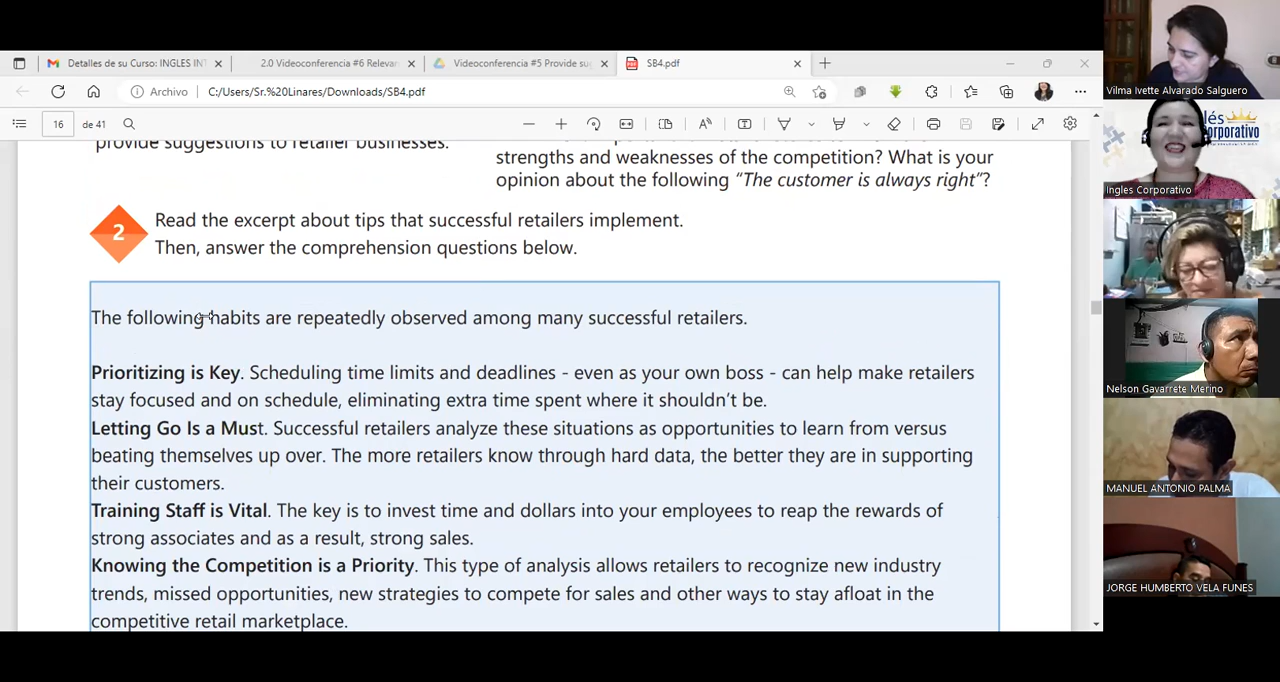 Detalles de su Curso: INGLES INT
2.0 Videoconferencia #6 Relevan
Videoconferencia #5 Provide sug
SB4.pdf
Archivo
C:/Users/Sr.%20Linares/Downloads/SB4.pdf
16
de 41
provide suggestions to retailer businesses.
strengths and weaknesses of the competition? What is your
opinion about the following "The customer is always right"?
2
Read the excerpt about tips that successful retailers implement.
Then, answer the comprehension questions below.
The following habits are repeatedly observed among many successful retailers.
Prioritizing is Key. Scheduling time limits and deadlines - even as your own boss - can help make retailers
stay focused and on schedule, eliminating extra time spent where it shouldn't be.
Letting Go Is a Must. Successful retailers analyze these situations as opportunities to learn from versus
beating themselves up over. The more retailers know through hard data, the better they are in supporting
their customers.
Training Staff is Vital. The key is to invest time and dollars into your employees to reap the rewards of
strong associates and as a result, strong sales.
Knowing the Competition is a Priority. This type of analysis allows retailers to recognize new industry
trends, missed opportunities, new strategies to compete for sales and other ways to stay afloat in the
competitive retail marketplace.
Vilma Ivette Alvarado Salguero
Ingles Corporativo
Nelson Gavarrete Merino
MANUEL ANTONIO PALMA
JORGE HUMBERTO VELA FUNES